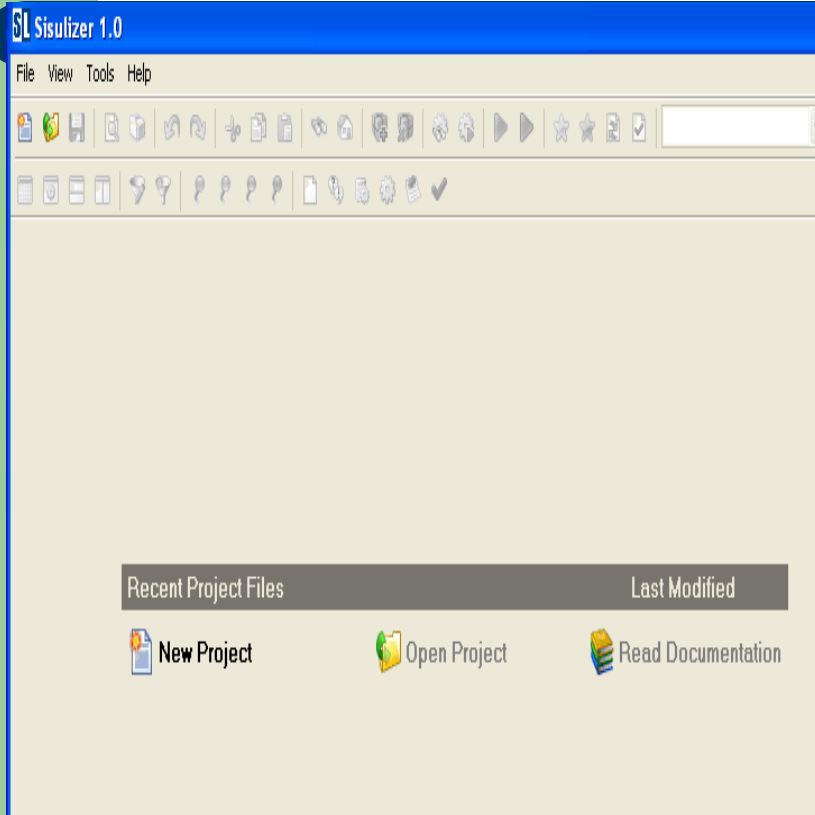 SL Sisulizer 1.0
File View Tools Help
Recent Project Files Last Modified
New Project Open Project Read Documentation